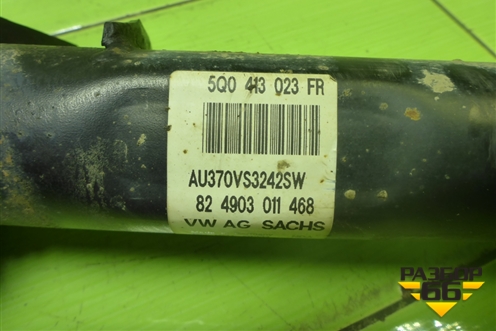 5Q0 413 023 FR
AU370VS3242SW
82 4903 011 468
VW AG SACHS
РАЗБОР
66